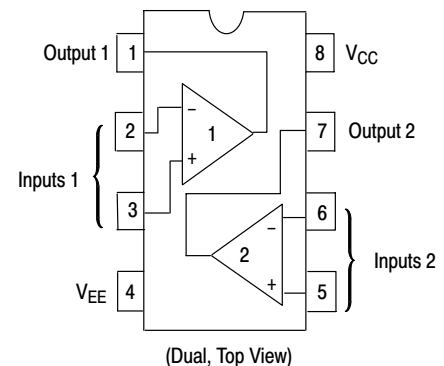 Output 1 1 8 VCC
2 − 1 7 Output 2
Inputs 1 +
3 6
− 2 Inputs 2
VEE 4 + 5
(Dual, Top View)